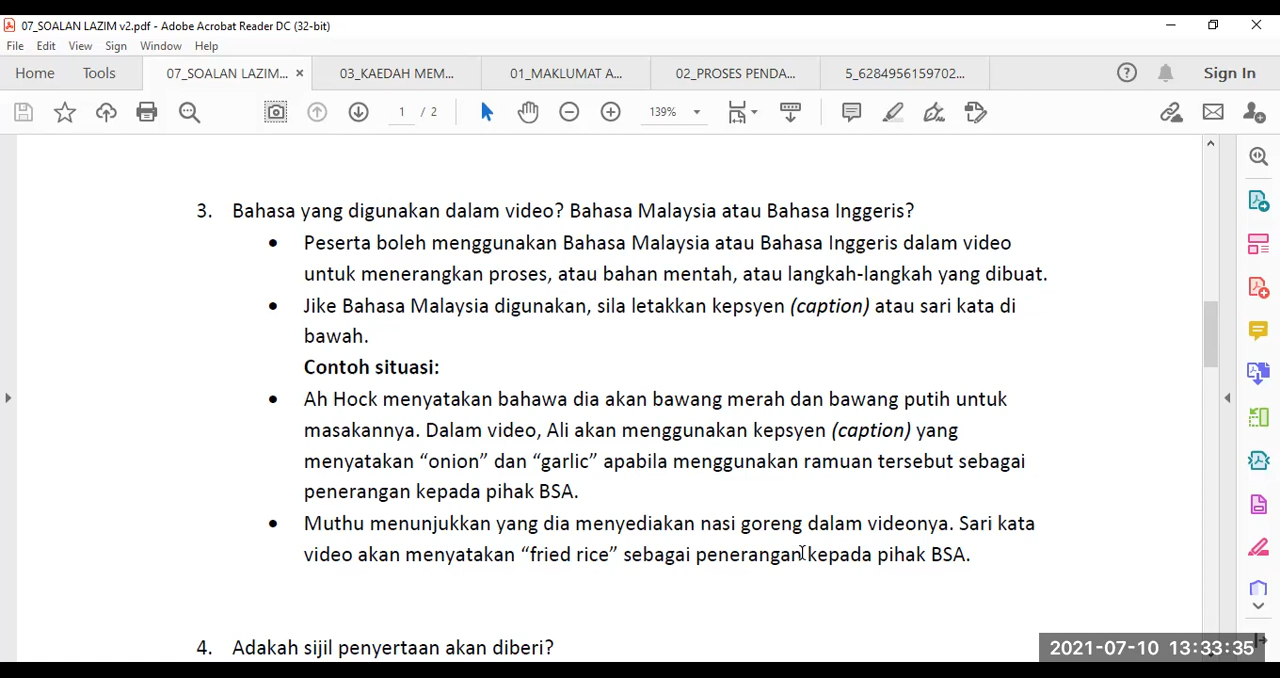 07_SOALAN LAZIM v2.pdf - Adobe Acrobat Reader DC (32-bit)
File Edit View Sign Window Help
Home Tools 07_SOALAN LAZIM... × 03_KAEDAH MEM... 01_MAKLUMAT A... 02_PROSES PENDA... 5_6284956159702... Sign In
1 / 2 139%
3. Bahasa yang digunakan dalam video? Bahasa Malaysia atau Bahasa Inggeris?
• Peserta boleh menggunakan Bahasa Malaysia atau Bahasa Inggeris dalam video
untuk menerangkan proses, atau bahan mentah, atau langkah-langkah yang dibuat.
• Jike Bahasa Malaysia digunakan, sila letakkan kepsyen (caption) atau sari kata di
bawah.
Contoh situasi:
• Ah Hock menyatakan bahawa dia akan bawang merah dan bawang putih untuk
masakannya. Dalam video, Ali akan menggunakan kepsyen (caption) yang
menyatakan “onion” dan “garlic” apabila menggunakan ramuan tersebut sebagai
penerangan kepada pihak BSA.
• Muthu menunjukkan yang dia menyediakan nasi goreng dalam videonya. Sari kata
video akan menyatakan “fried rice” sebagai penerangan kepada pihak BSA.
4. Adakah sijil penyertaan akan diberi?
2021-07-10 13:33:35